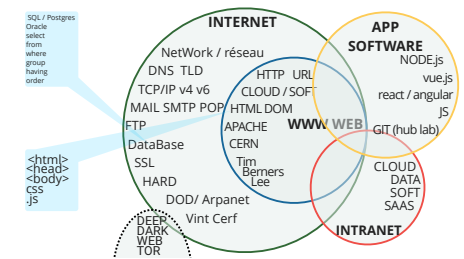 SQL / Postgres
Oracle
select
from
where
group
having
order
<html>
<head>
<body>
css
.js
INTERNET
NetWork / réseau
DNS TLD
TCP/IP v4 v6
MAIL SMTP POP
FTP
DataBase
SSL
HARD
DOD/ Arpanet
Vint Cerf
DEEP
DARK
WEB
TOR
HTTP URL
CLOUD / SOFT
HTML DOM
APACHE
CERN
Tim
Berners
Lee
WWW WEB
APP
SOFTWARE
NODE.js
vue.js
react / angular
JS
GIT (hub lab)
CLOUD
DATA
SOFT
SAAS
INTRANET